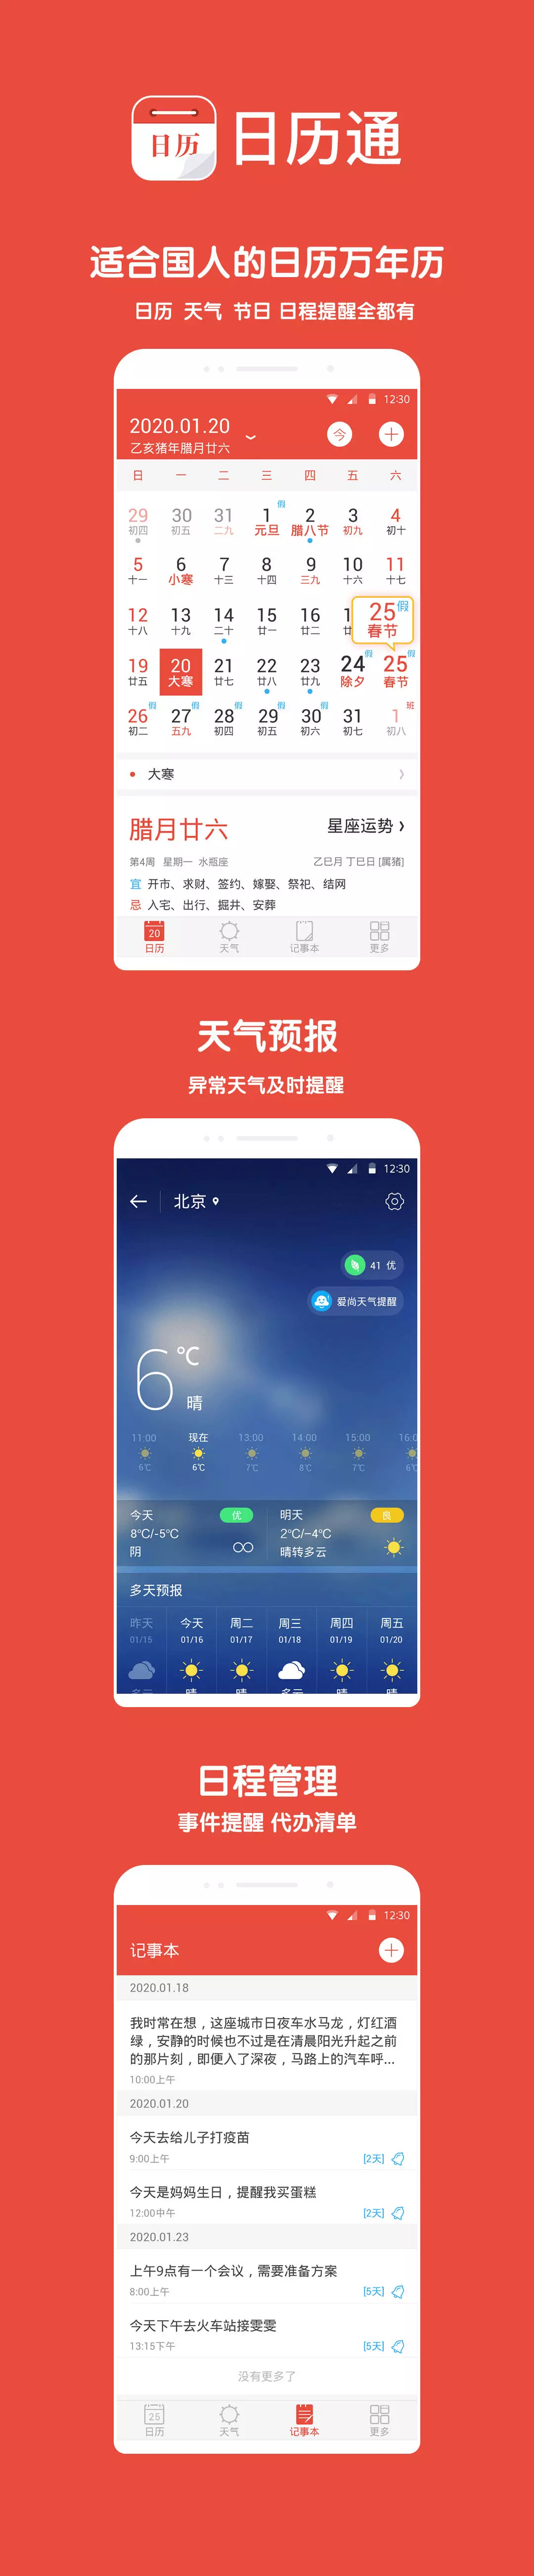 日历 日历通
适合国人的日历万年历
日历 天气 节日 日程提醒全都有
12:30
2020.01.20
乙亥猪年腊月廿六
今
日 一 二 三 四 五 六
假
29 30 31 1 2 3 4
初四 初五 二九 元旦 腊八节 初九 初十
5 6 7 8 9 10 11
十一 小寒 十三 十四 三九 十六 十七
25 假
春节
12 13 14 15 16 1
十八 十九 二十 廿一 廿二
假 假
19 20 21 22 23 24 25
廿五 大寒 廿七 廿八 廿九 除夕 春节
假 假 假 假 假 班
26 27 28 29 30 31 1
初二 五九 初四 初五 初六 初七 初八
大寒
腊月廿六 星座运势
第4周 星期一 水瓶座 乙巳月 丁巳日 [属猪]
宜 开市、求财、签约、嫁娶、祭祀、结网
忌 入宅、出行、掘井、安葬
20
日历 天气 记事本 更多
天气预报
异常天气及时提醒
12:30
北京
41 优
爱尚天气提醒
6℃
晴
11:00 现在 13:00 14:00 15:00 16:0
6℃ 6℃ 7℃ 8℃ 7℃ 6℃
今天 优 明天 良
8℃/-5℃ 2℃/-4℃
阴 晴转多云
多天预报
昨天 今天 周二 周三 周四 周五
01/15 01/16 01/17 01/18 01/19 01/20
日程管理
事件提醒 代办清单
12:30
记事本
2020.01.18
我时常在想，这座城市日夜车水马龙，灯红酒
绿，安静的时候也不过是在清晨阳光升起之前
的那片刻，即便入了深夜，马路上的汽车呼...
10:00上午
2020.01.20
今天去给儿子打疫苗
9:00上午 [2天]
今天是妈妈生日，提醒我买蛋糕
12:00中午 [2天]
2020.01.23
上午9点有一个会议，需要准备方案
8:00上午 [5天]
今天下午去火车站接雯雯
13:15下午 [5天]
没有更多了
25
日历 天气 记事本 更多